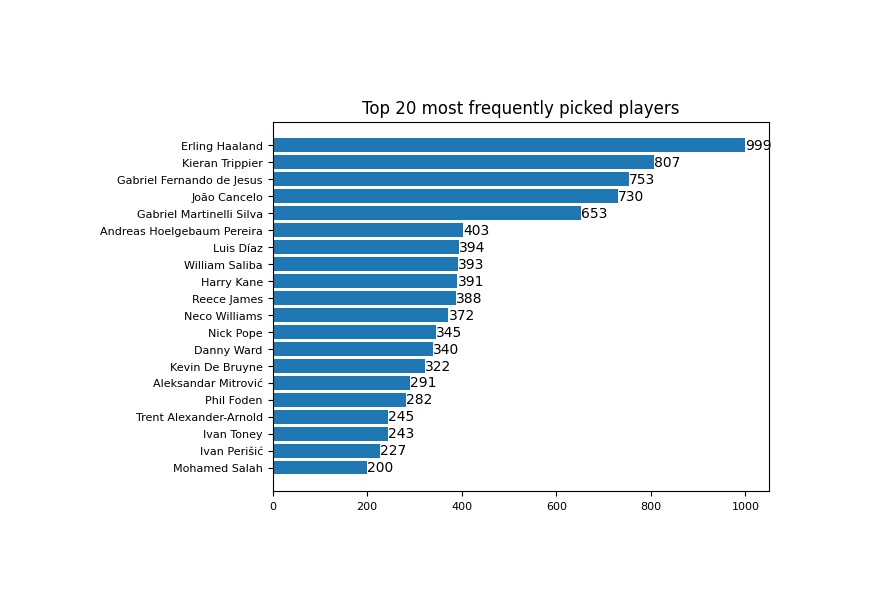 Top 20 most frequently picked players
Erling Haaland 999
Kieran Trippier 807
Gabriel Fernando de Jesus 753
João Cancelo 730
Gabriel Martinelli Silva 653
Andreas Hoelgebaum Pereira 403
Luis Díaz 394
William Saliba 393
Harry Kane 391
Reece James 388
Neco Williams 372
Nick Pope 345
Danny Ward 340
Kevin De Bruyne 322
Aleksandar Mitrović 291
Phil Foden 282
Trent Alexander-Arnold 245
Ivan Toney 243
Ivan Perišić 227
Mohamed Salah 200
0 200 400 600 800 1000